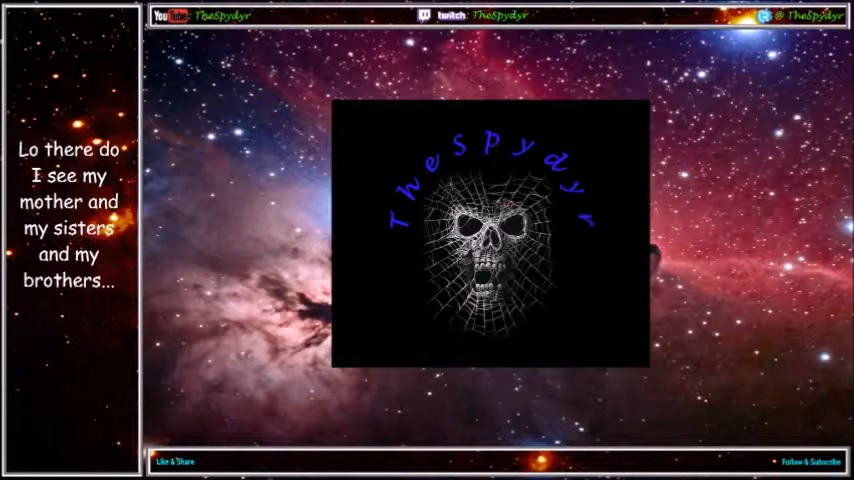 YouTube: TheSpydyr
twitch: TheSpydyr
@ TheSpydyr
Lo there do
I see my
mother and
my sisters
and my
brothers...
TheSpydyr
Like & Share
Follow & Subscribe